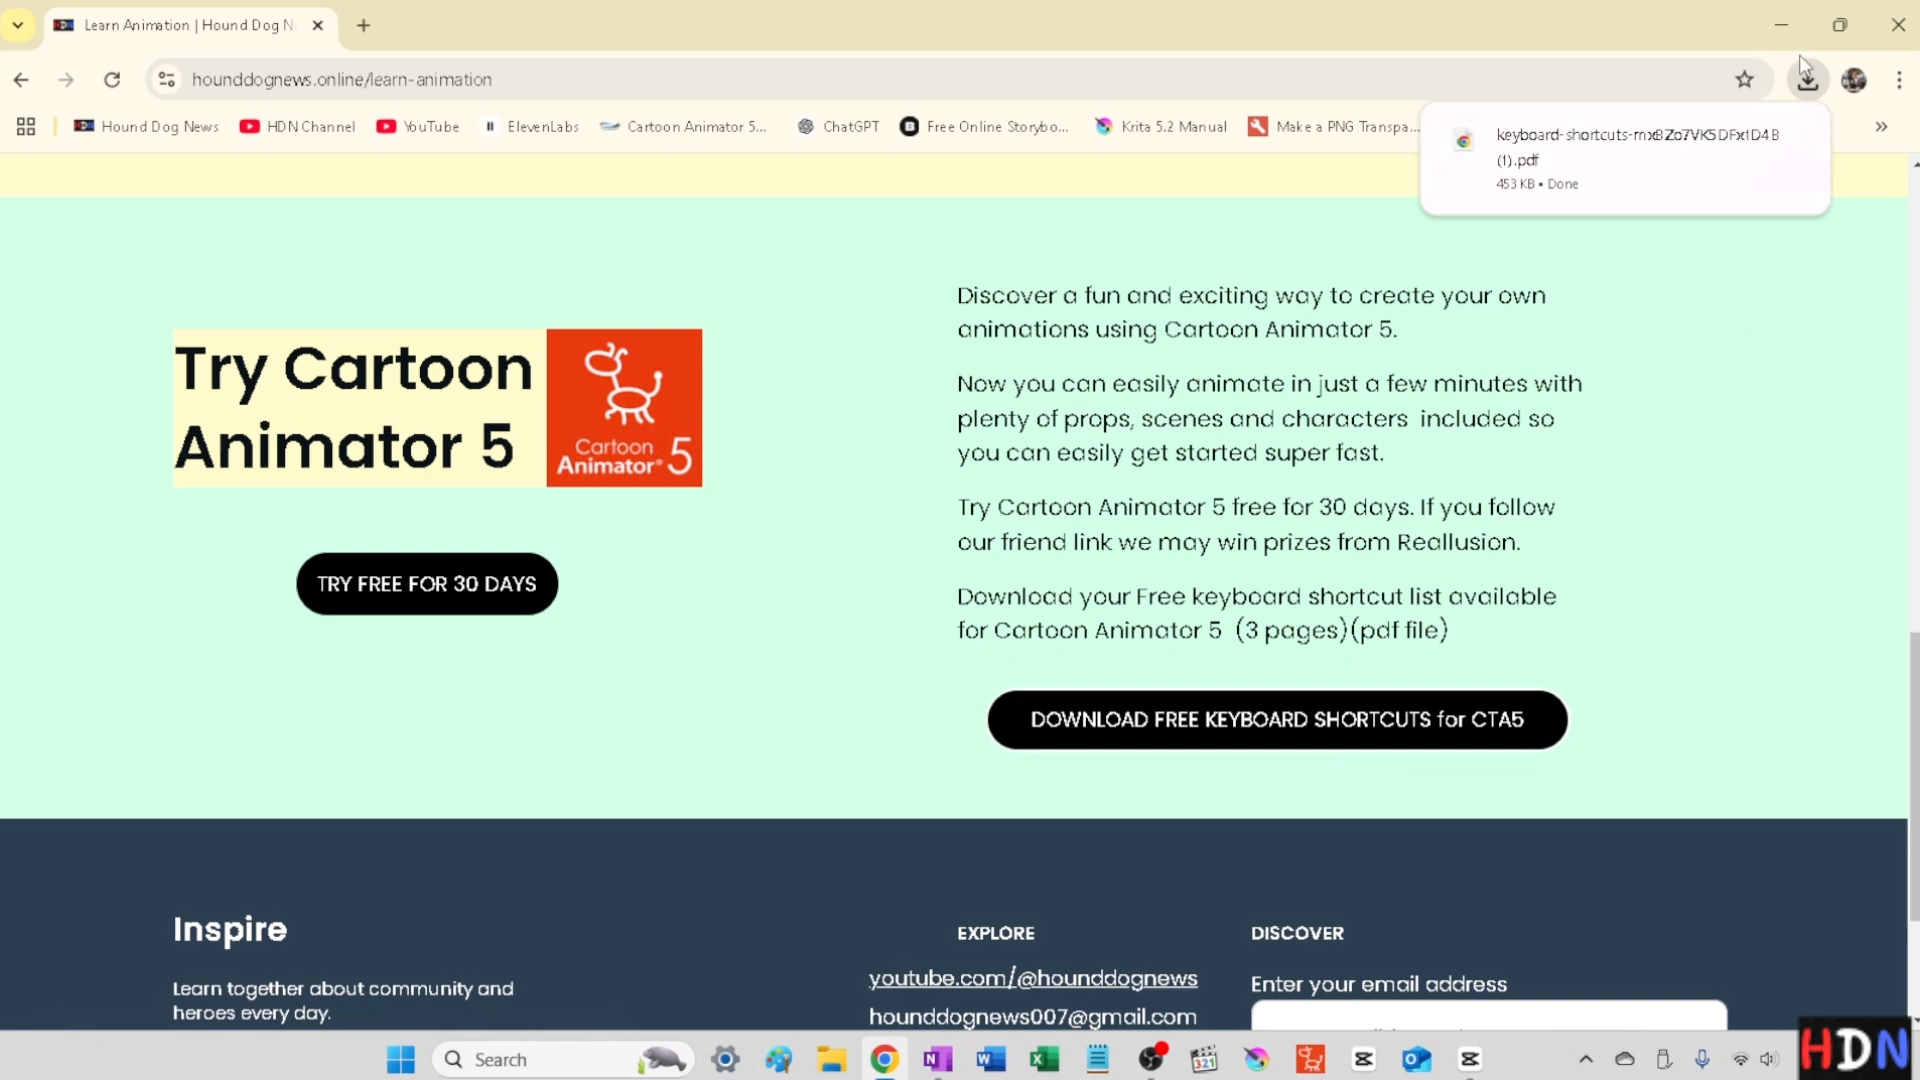 Learn Animation | Hound Dog N
hounddognews.online/learn-animation
Hound Dog News
HDN Channel
YouTube
ElevenLabs
Cartoon Animator 5...
ChatGPT
Free Online Storybo...
Krita 5.2 Manual
Make a PNG Transpa...
keyboard-shortcuts-mxBZo7VK5DFx1D4B
(1).pdf
453 KB • Done
Try Cartoon
Animator 5
Cartoon
Animator® 5
TRY FREE FOR 30 DAYS
Discover a fun and exciting way to create your own
animations using Cartoon Animator 5.
Now you can easily animate in just a few minutes with
plenty of props, scenes and characters included so
you can easily get started super fast.
Try Cartoon Animator 5 free for 30 days. If you follow
our friend link we may win prizes from Reallusion.
Download your Free keyboard shortcut list available
for Cartoon Animator 5 (3 pages)(pdf file)
DOWNLOAD FREE KEYBOARD SHORTCUTS for CTA5
Inspire
Learn together about community and
heroes every day.
EXPLORE
youtube.com/@hounddognews
hounddognews007@gmail.com
DISCOVER
Enter your email address
Search
321
HDN